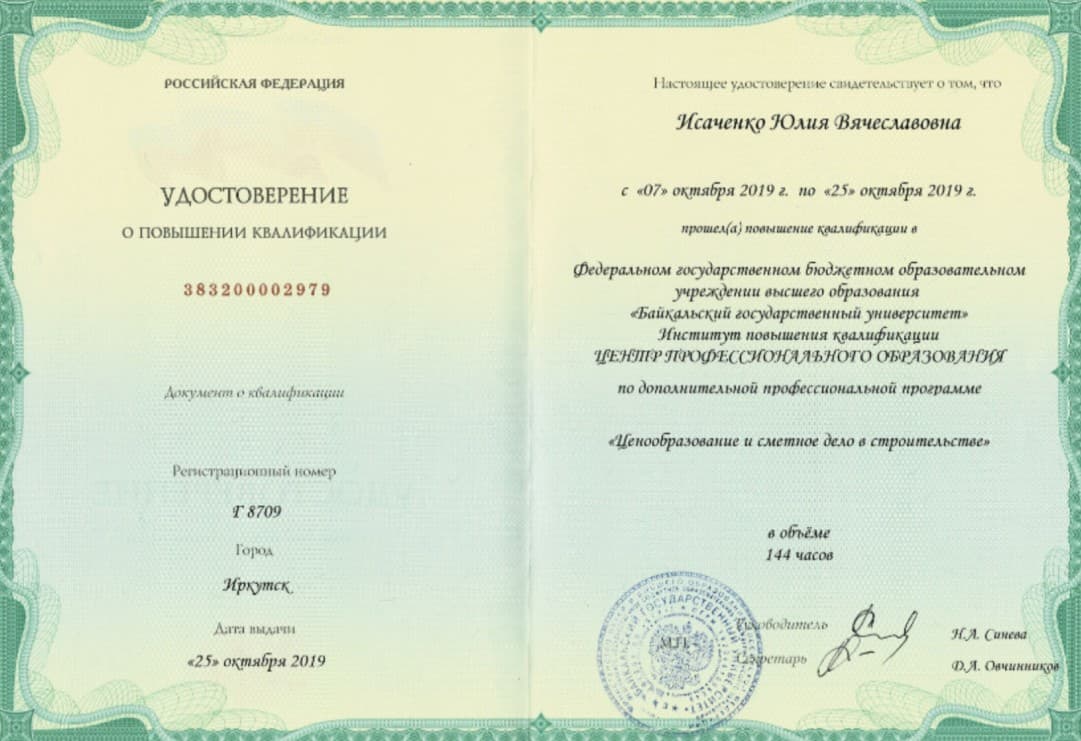 РОССИЙСКАЯ ФЕДЕРАЦИЯ
УДОСТОВЕРЕНИЕ
О ПОВЫШЕНИИ КВАЛИФИКАЦИИ
383200002979
Документ о квалификации
Регистрационный номер
Г 8709
Город
Иркутск
Дата выдачи
«25» октября 2019
Настоящее удостоверение свидетельствует о том, что
Исаченко Юлия Вячеславовна
с «07» октября 2019 г. по «25» октября 2019 г.
прошел(а) повышение квалификации в
Федеральном государственном бюджетном образовательном
учреждении высшего образования
«Байкальский государственный университет»
Институт повышения квалификации
ЦЕНТР ПРОФЕССИОНАЛЬНОГО ОБРАЗОВАНИЯ
по дополнительной профессиональной программе
«Ценообразование и сметное дело в строительстве»
в объёме
144 часов
М.П.
Руководитель
Н.А. Синева
Секретарь
Д.А. Овчинников